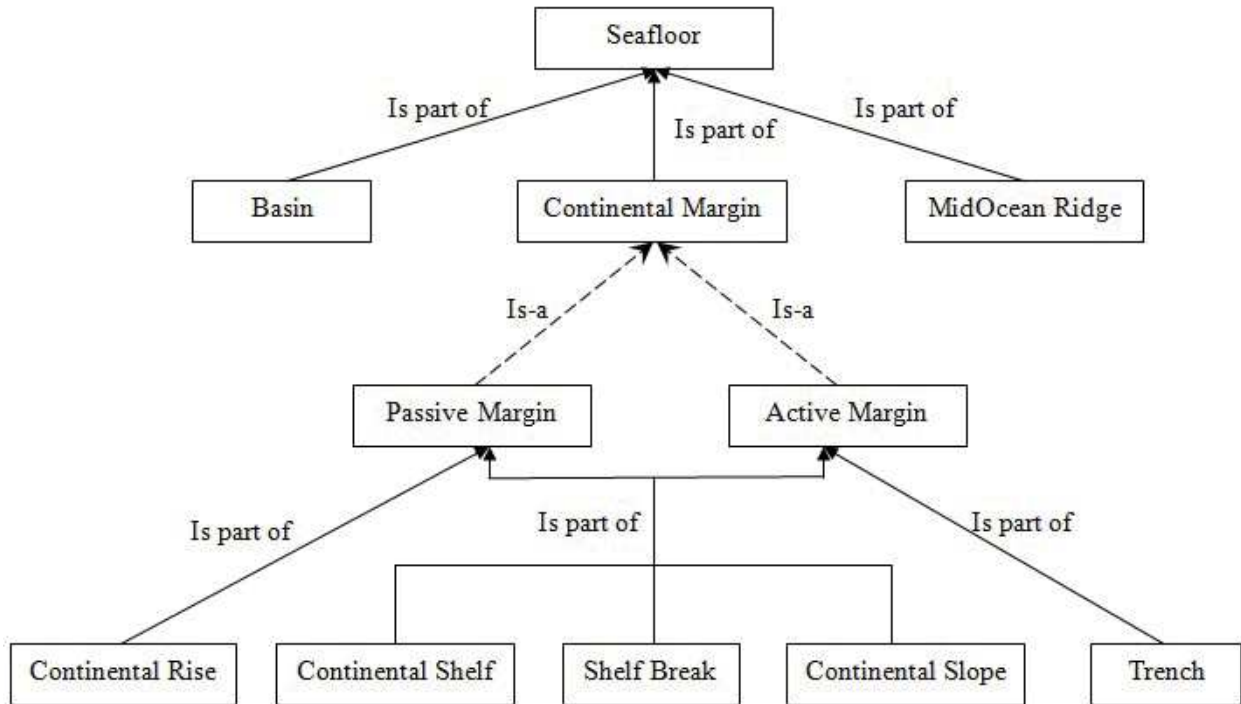 Seafloor
Is part of
Is part of
Is part of
Basin
Continental Margin
MidOcean Ridge
Is-a
Is-a
Passive Margin
Active Margin
Is part of
Is part of
Is part of
Continental Rise
Continental Shelf
Shelf Break
Continental Slope
Trench